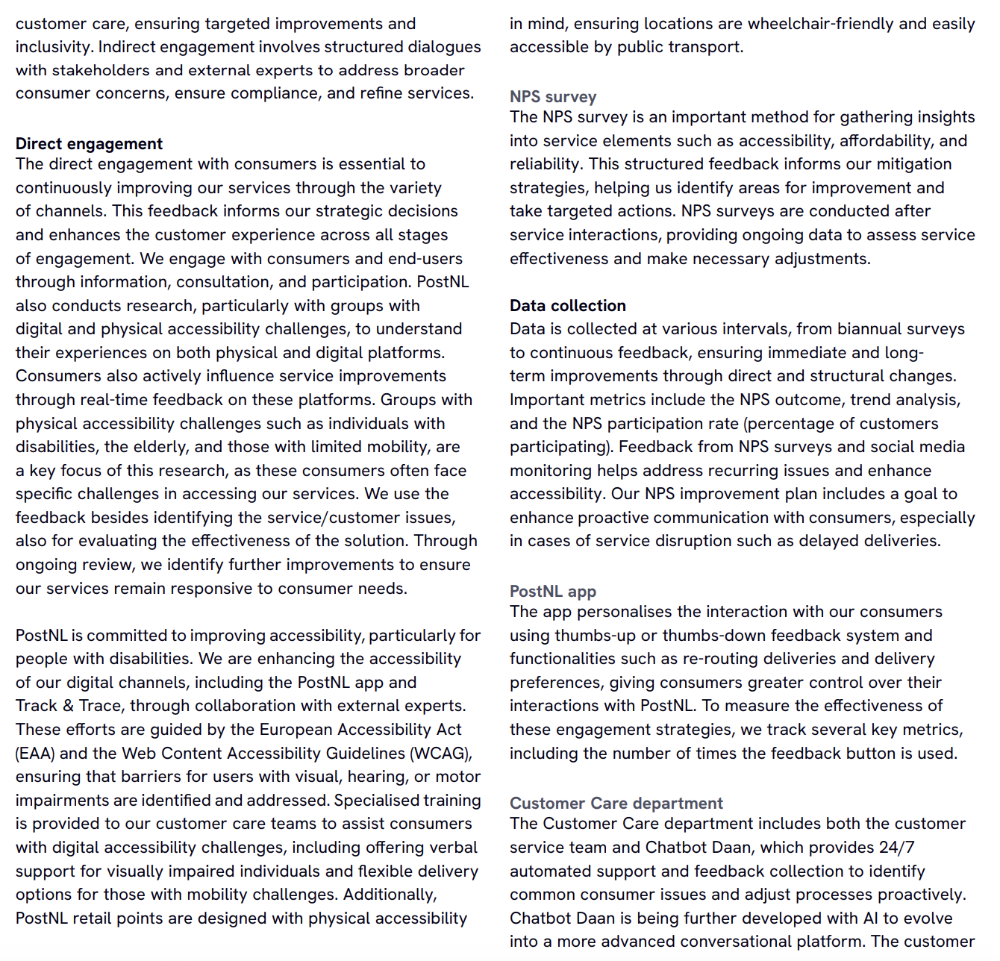 customer care, ensuring targeted improvements and
inclusivity. Indirect engagement involves structured dialogues
with stakeholders and external experts to address broader
consumer concerns, ensure compliance, and refine services.
Direct engagement
The direct engagement with consumers is essential to
continuously improving our services through the variety
of channels. This feedback informs our strategic decisions
and enhances the customer experience across all stages
of engagement. We engage with consumers and end-users
through information, consultation, and participation. PostNL
also conducts research, particularly with groups with
digital and physical accessibility challenges, to understand
their experiences on both physical and digital platforms.
Consumers also actively influence service improvements
through real-time feedback on these platforms. Groups with
physical accessibility challenges such as individuals with
disabilities, the elderly, and those with limited mobility, are
a key focus of this research, as these consumers often face
specific challenges in accessing our services. We use the
feedback besides identifying the service/customer issues,
also for evaluating the effectiveness of the solution. Through
ongoing review, we identify further improvements to ensure
our services remain responsive to consumer needs.
PostNL is committed to improving accessibility, particularly for
people with disabilities. We are enhancing the accessibility
of our digital channels, including the PostNL app and
Track & Trace, through collaboration with external experts.
These efforts are guided by the European Accessibility Act
(EAA) and the Web Content Accessibility Guidelines (WCAG),
ensuring that barriers for users with visual, hearing, or motor
impairments are identified and addressed. Specialised training
is provided to our customer care teams to assist consumers
with digital accessibility challenges, including offering verbal
support for visually impaired individuals and flexible delivery
options for those with mobility challenges. Additionally,
PostNL retail points are designed with physical accessibility
in mind, ensuring locations are wheelchair-friendly and easily
accessible by public transport.
NPS survey
The NPS survey is an important method for gathering insights
into service elements such as accessibility, affordability, and
reliability. This structured feedback informs our mitigation
strategies, helping us identify areas for improvement and
take targeted actions. NPS surveys are conducted after
service interactions, providing ongoing data to assess service
effectiveness and make necessary adjustments.
Data collection
Data is collected at various intervals, from biannual surveys
to continuous feedback, ensuring immediate and long-
term improvements through direct and structural changes.
Important metrics include the NPS outcome, trend analysis,
and the NPS participation rate (percentage of customers
participating). Feedback from NPS surveys and social media
monitoring helps address recurring issues and enhance
accessibility. Our NPS improvement plan includes a goal to
enhance proactive communication with consumers, especially
in cases of service disruption such as delayed deliveries.
PostNL app
The app personalises the interaction with our consumers
using thumbs-up or thumbs-down feedback system and
functionalities such as re-routing deliveries and delivery
preferences, giving consumers greater control over their
interactions with PostNL. To measure the effectiveness of
these engagement strategies, we track several key metrics,
including the number of times the feedback button is used.
Customer Care department
The Customer Care department includes both the customer
service team and Chatbot Daan, which provides 24/7
automated support and feedback collection to identify
common consumer issues and adjust processes proactively.
Chatbot Daan is being further developed with AI to evolve
into a more advanced conversational platform. The customer